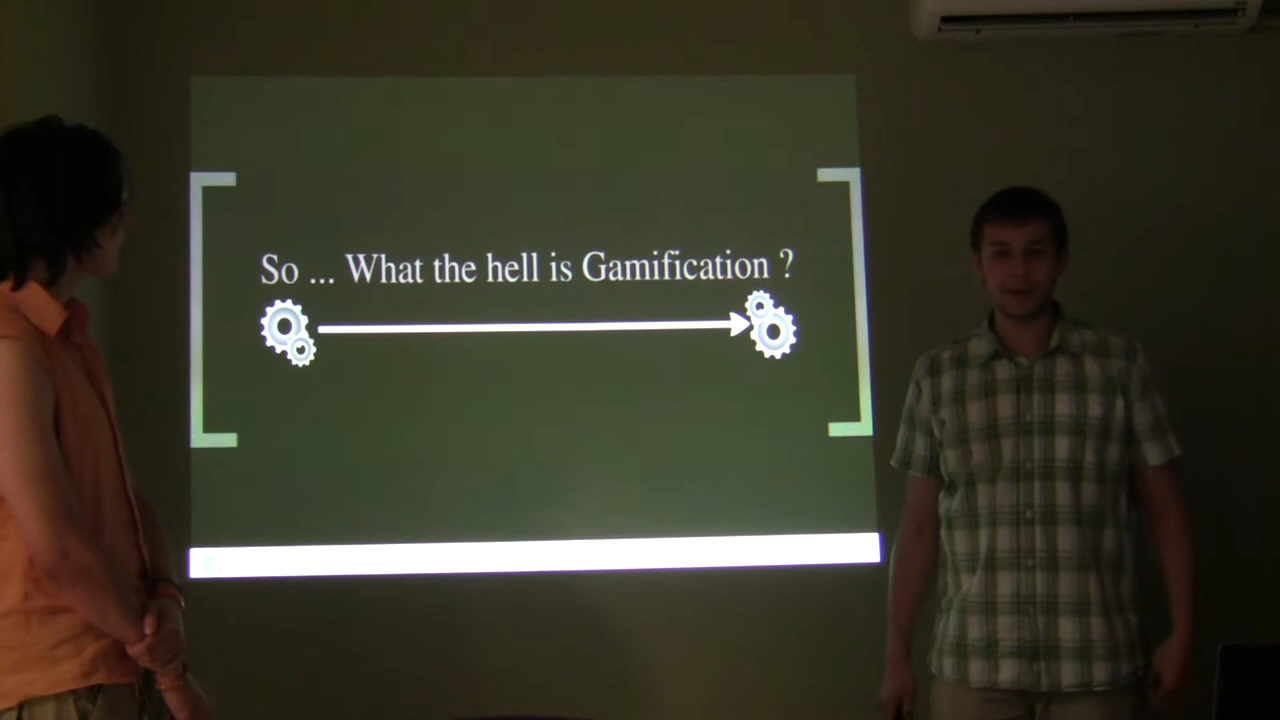 So ... What the hell is Gamification ?